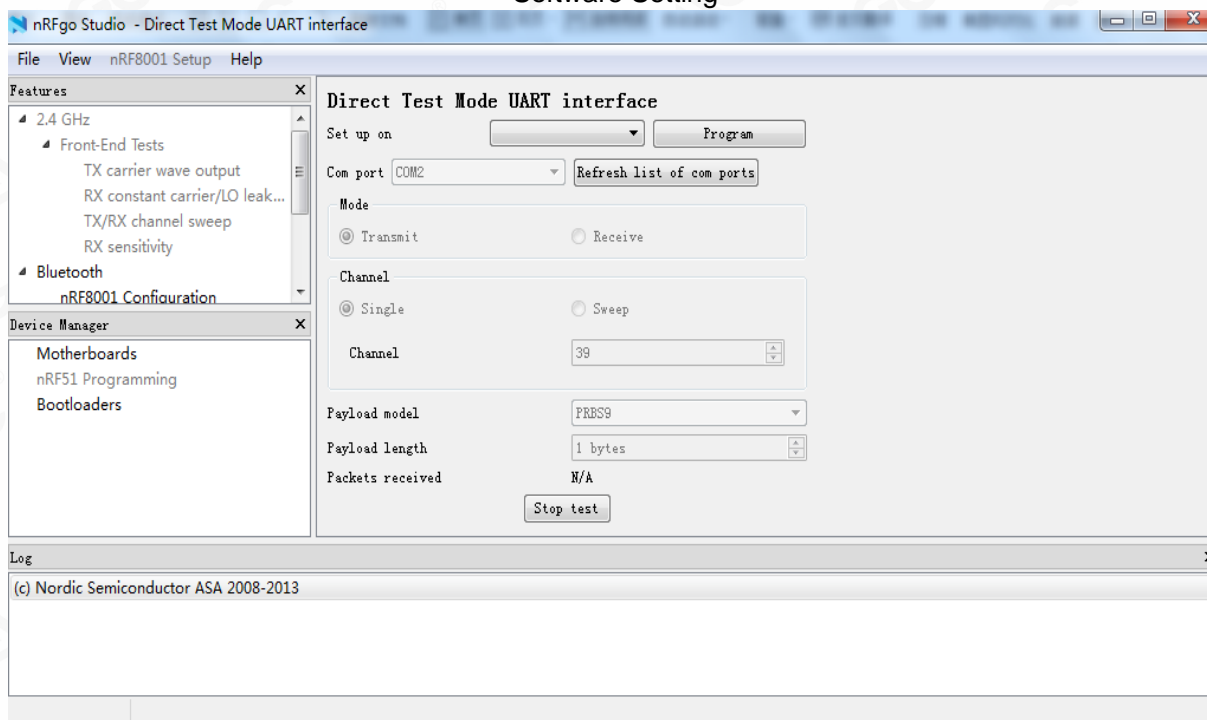 Software Setting
nRFgo Studio - Direct Test Mode UART interface
File View nRF8001 Setup Help
Features X
2.4 GHz
Front-End Tests
TX carrier wave output
RX constant carrier/LO leak...
TX/RX channel sweep
RX sensitivity
Bluetooth
nRF8001 Configuration
Device Manager X
Motherboards
nRF51 Programming
Bootloaders
Direct Test Mode UART interface
Set up on Program
Com port COM2 Refresh list of com ports
Mode
Transmit Receive
Channel
Single Sweep
Channel 39
Payload model PRBS9
Payload length 1 bytes
Packets received N/A
Stop test
Log
(c) Nordic Semiconductor ASA 2008-2013